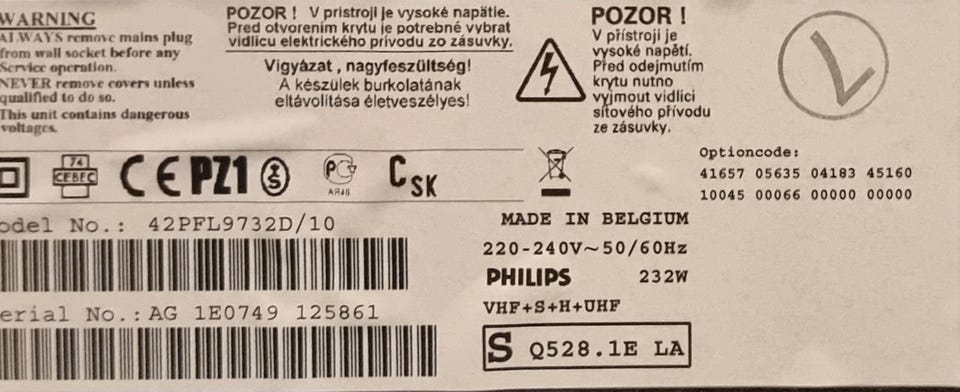 WARNING
ALWAYS remove mains plug
from wall socket before any
Service operation.
NEVER remove covers unless
qualified to do so.
This unit contains dangerous
voltages.
POZOR ! V pristroji je vysoké napätie.
Pred otvorením krytu je potrebné vybrat
vidlicu elektrického prívodu zo zásuvky.
Vigyázat, nagyfeszültség!
A készülek burkolatának
eltávolítása életveszélyes!
POZOR !
V přístroji je
vysoké napětí.
Před odejmutím
krytu nutno
vyjmout vidlici
síťového přívodu
ze zásuvky.
74
CEBEC
CE PZ1
AЯ46
CSK
Optioncode:
41657 05635 04183 45160
10045 00066 00000 00000
odel No.: 42PFL9732D/10
erial No.: AG 1E0749 125861
MADE IN BELGIUM
220-240V~50/60Hz
PHILIPS 232W
VHF+S+H+UHF
S Q528.1E LA